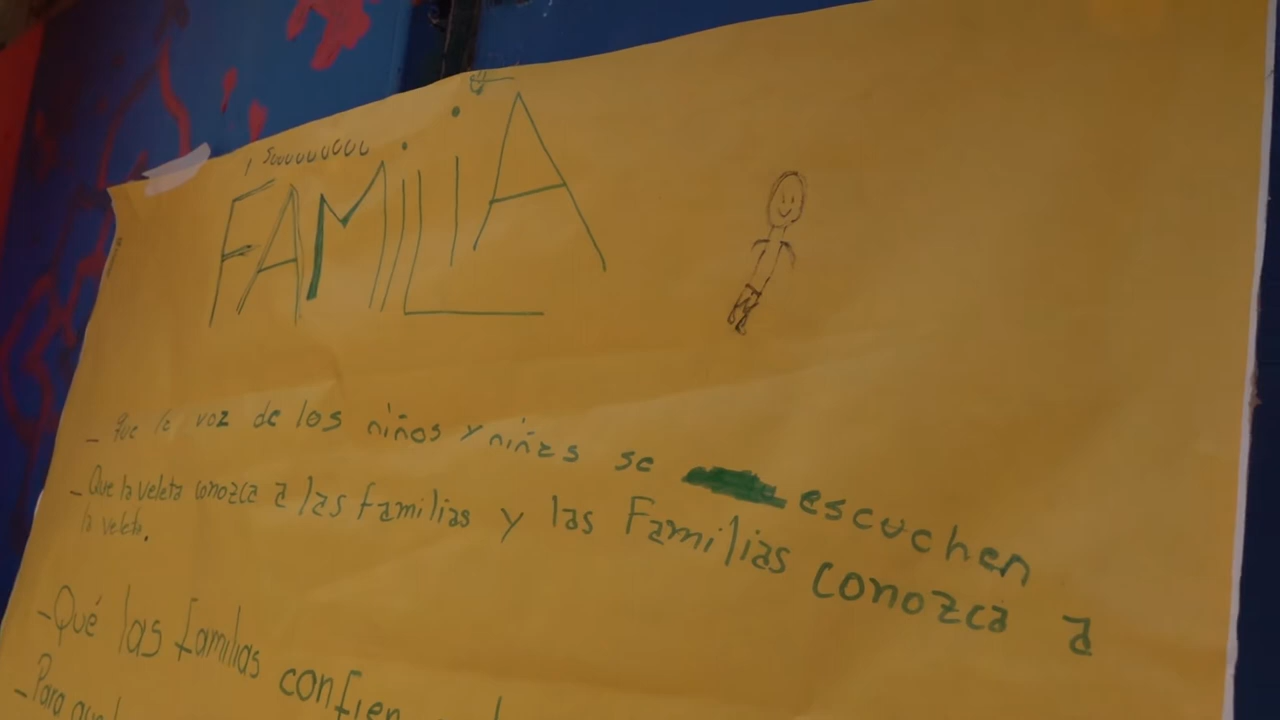 FAMiLiA
- Que la voz de los niños y niñas se escuchen
- Que la veleta conozca a las familias y las Familias conozca a
la veleta.
- Qué las familias confien
- Para que